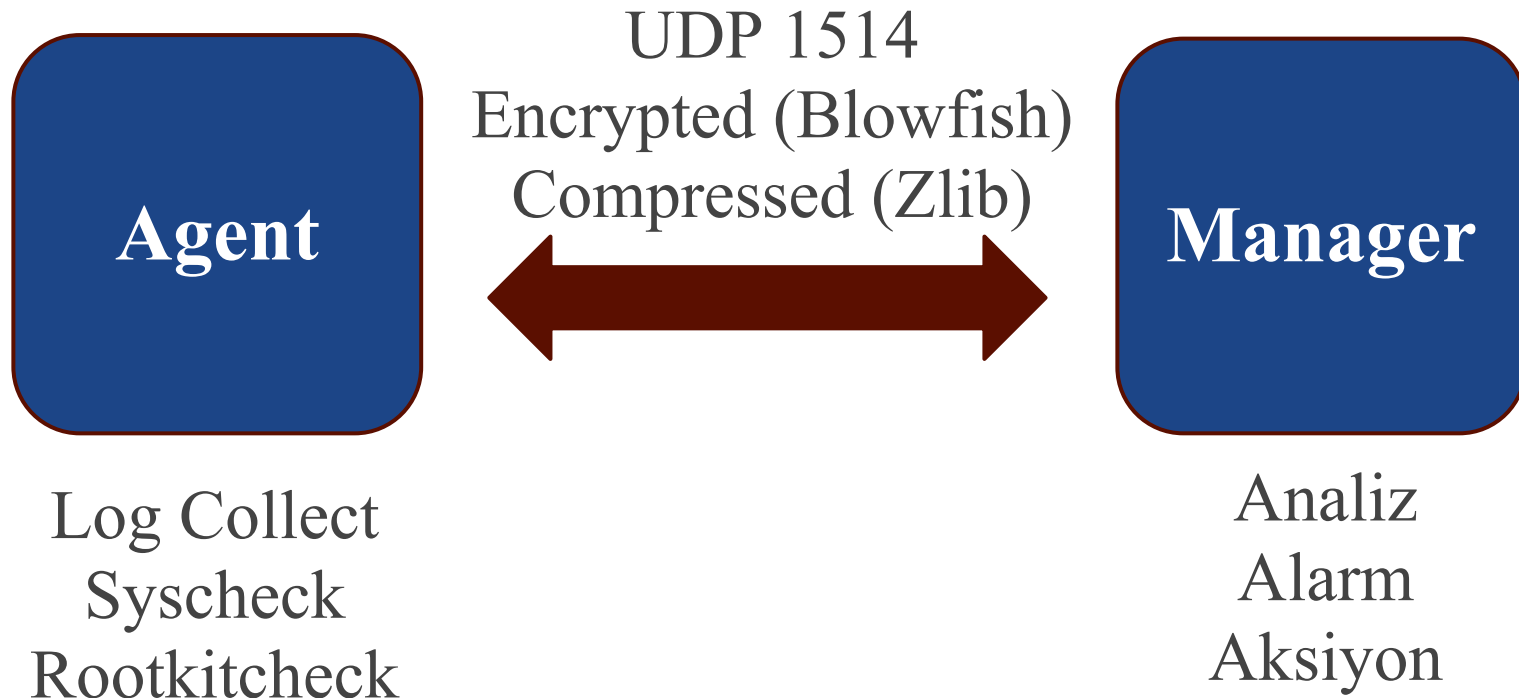 UDP 1514
Encrypted (Blowfish)
Compressed (Zlib)
Agent
Manager
Log Collect
Syscheck
Rootkitcheck
Analiz
Alarm
Aksiyon